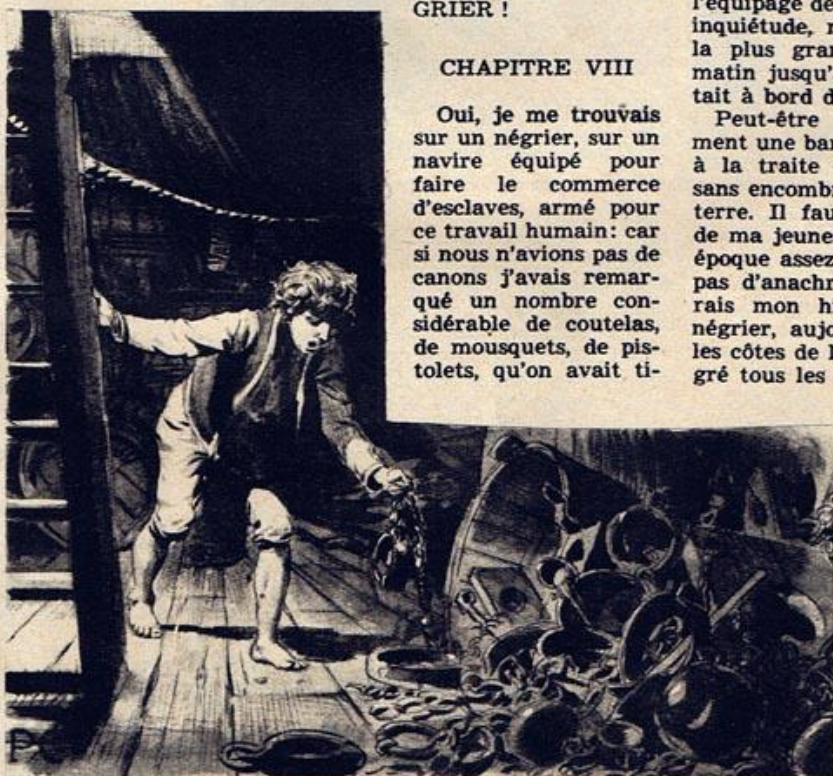 GRIER !
CHAPITRE VIII
Oui, je me trouvais
sur un négrier, sur un
navire équipé pour
faire le commerce
d'esclaves, armé pour
ce travail humain: car
si nous n'avions pas de
canons j'avais remar-
qué un nombre con-
sidérable de coutelas,
de mousquets, de pis-
tolets, qu'on avait ti-
l'équipage de
inquiétude,
la plus gran
matin jusqu'
tait à bord d
Peut-être
ment une bar
à la traite
sans encomb
terre. Il fau
de ma jeune
époque assez
pas d'anachr
rais mon h
négrier, aujo
les côtes de
gré tous les